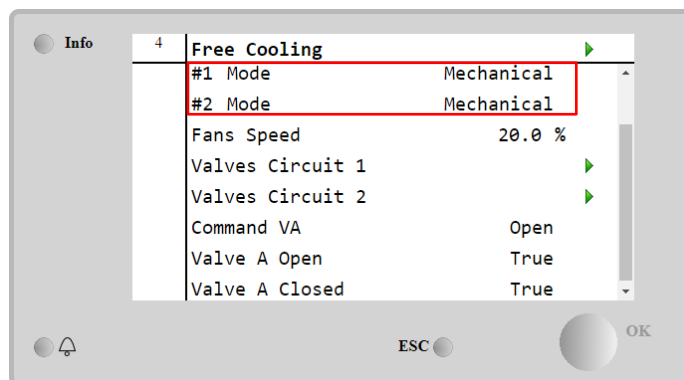 Info
4 Free Cooling
#1 Mode Mechanical
#2 Mode Mechanical
Fans Speed 20.0 %
Valves Circuit 1
Valves Circuit 2
Command VA Open
Valve A Open True
Valve A Closed True
ESC
OK